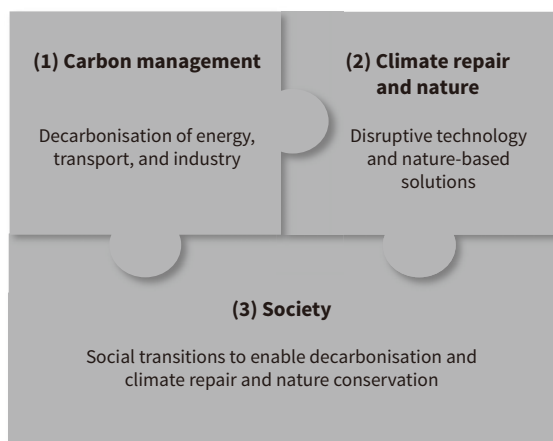 (1) Carbon management
Decarbonisation of energy,
transport, and industry
(2) Climate repair
and nature
Disruptive technology
and nature-based
solutions
(3) Society
Social transitions to enable decarbonisation and
climate repair and nature conservation